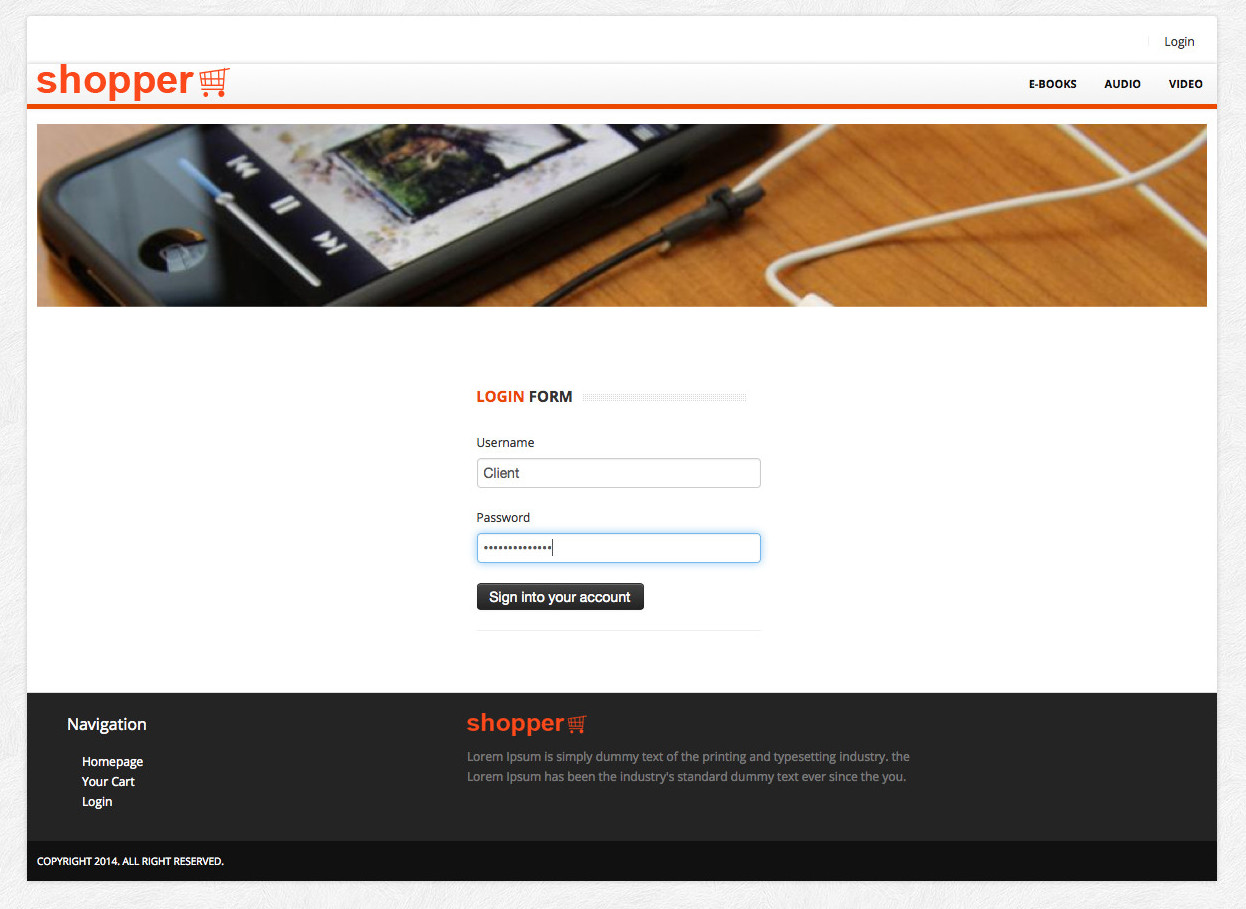 Login
shopper
E-BOOKS AUDIO VIDEO
LOGIN FORM
Username
Client
Password
••••••••••••••
Sign into your account
Navigation
Homepage
Your Cart
Login
shopper
Lorem Ipsum is simply dummy text of the printing and typesetting industry. the
Lorem Ipsum has been the industry's standard dummy text ever since the you.
COPYRIGHT 2014. ALL RIGHT RESERVED.